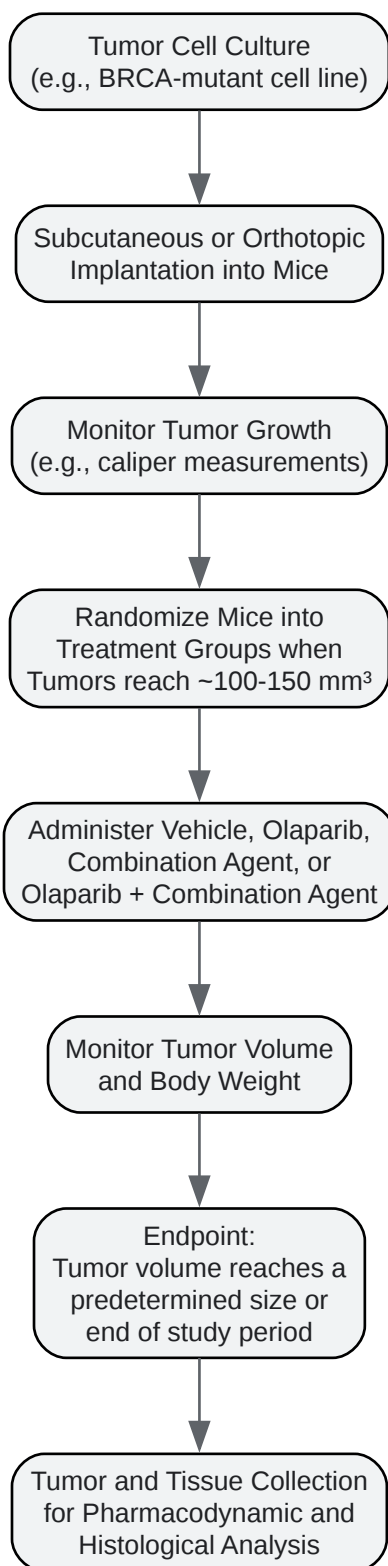 Tumor Cell Culture
(e.g., BRCA-mutant cell line)
Subcutaneous or Orthotopic
Implantation into Mice
Monitor Tumor Growth
(e.g., caliper measurements)
Randomize Mice into
Treatment Groups when
Tumors reach ~100-150 mm³
Administer Vehicle, Olaparib,
Combination Agent, or
Olaparib + Combination Agent
Monitor Tumor Volume
and Body Weight
Endpoint:
Tumor volume reaches a
predetermined size or
end of study period
Tumor and Tissue Collection
for Pharmacodynamic and
Histological Analysis